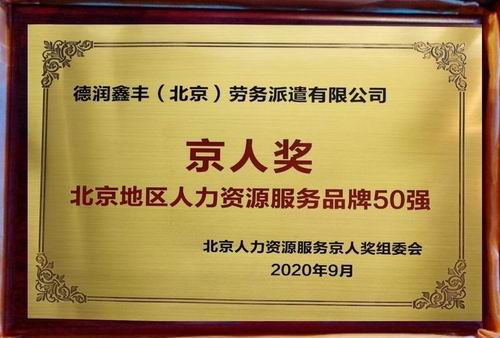 德润鑫丰（北京）劳务派遣有限公司
京人奖
北京地区人力资源服务品牌50强
北京人力资源服务京人奖组委会
2020年9月